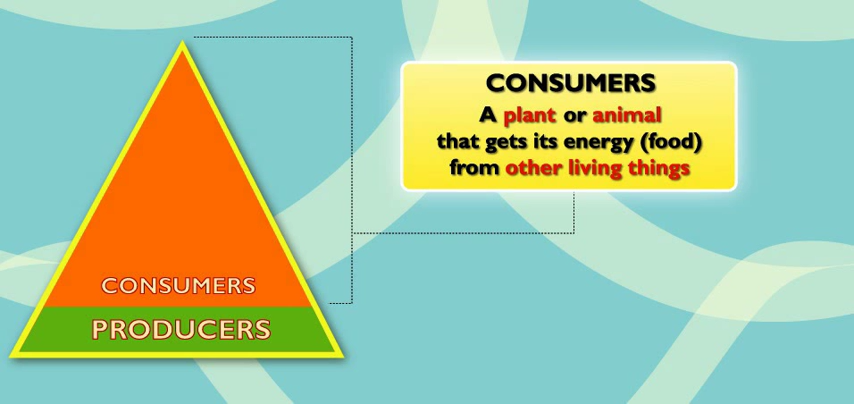 CONSUMERS
A plant or animal
that gets its energy (food)
from other living things
CONSUMERS
PRODUCERS